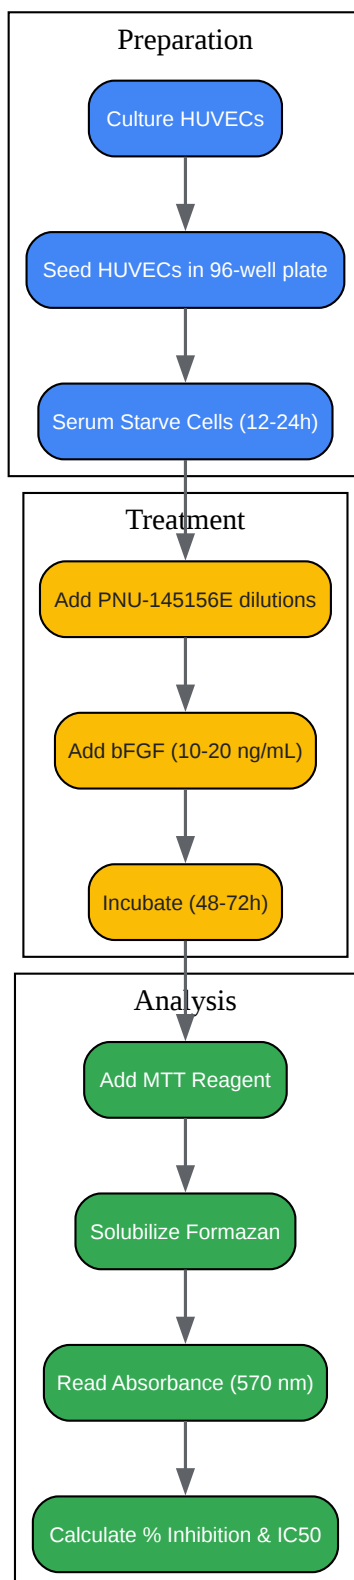 Preparation
Culture HUVECs
Seed HUVECs in 96-well plate
Serum Starve Cells (12-24h)
Treatment
Add PNU-145156E dilutions
Add bFGF (10-20 ng/mL)
Incubate (48-72h)
Analysis
Add MTT Reagent
Solubilize Formazan
Read Absorbance (570 nm)
Calculate % Inhibition & IC50